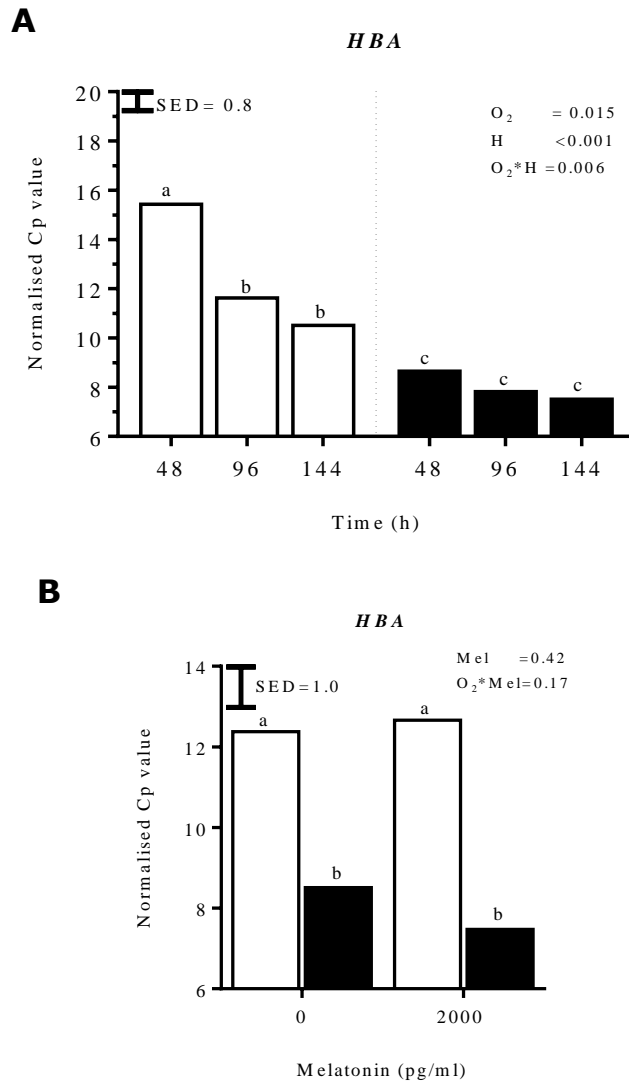 A
HBA
20
SED= 0.8
O₂ = 0.015
H <0.001
O₂*H =0.006
18
16
14
12
10
8
6
Normalised Cp value
a
b
b
c
c
c
48 96 144 48 96 144
Time (h)
B
HBA
Mel =0.42
O₂*Mel=0.17
14
SED=1.0
12
10
8
6
Normalised Cp value
a
b
a
b
0 2000
Melatonin (pg/ml)